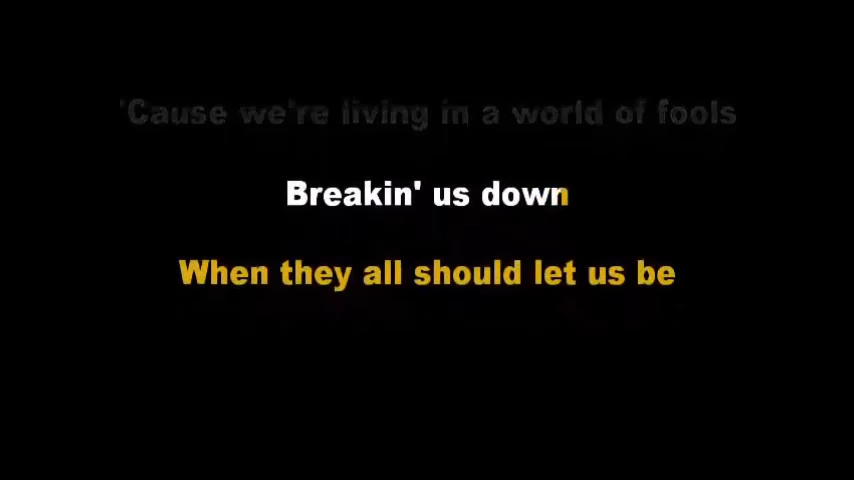 'Cause we're living in a world of fools
Breakin' us down
When they all should let us be